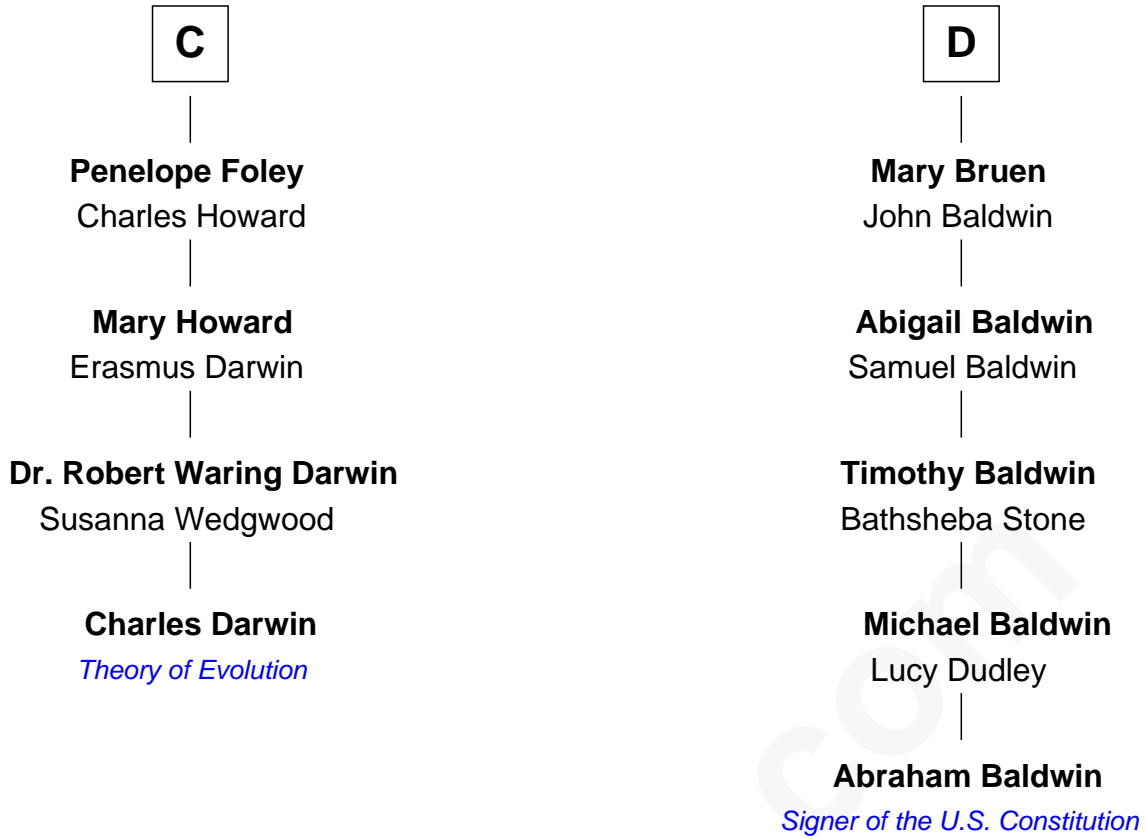 C
Penelope Foley
Charles Howard
Mary Howard
Erasmus Darwin
Dr. Robert Waring Darwin
Susanna Wedgwood
Charles Darwin
Theory of Evolution
D
Mary Bruen
John Baldwin
Abigail Baldwin
Samuel Baldwin
Timothy Baldwin
Bathsheba Stone
Michael Baldwin
Lucy Dudley
Abraham Baldwin
Signer of the U.S. Constitution
com